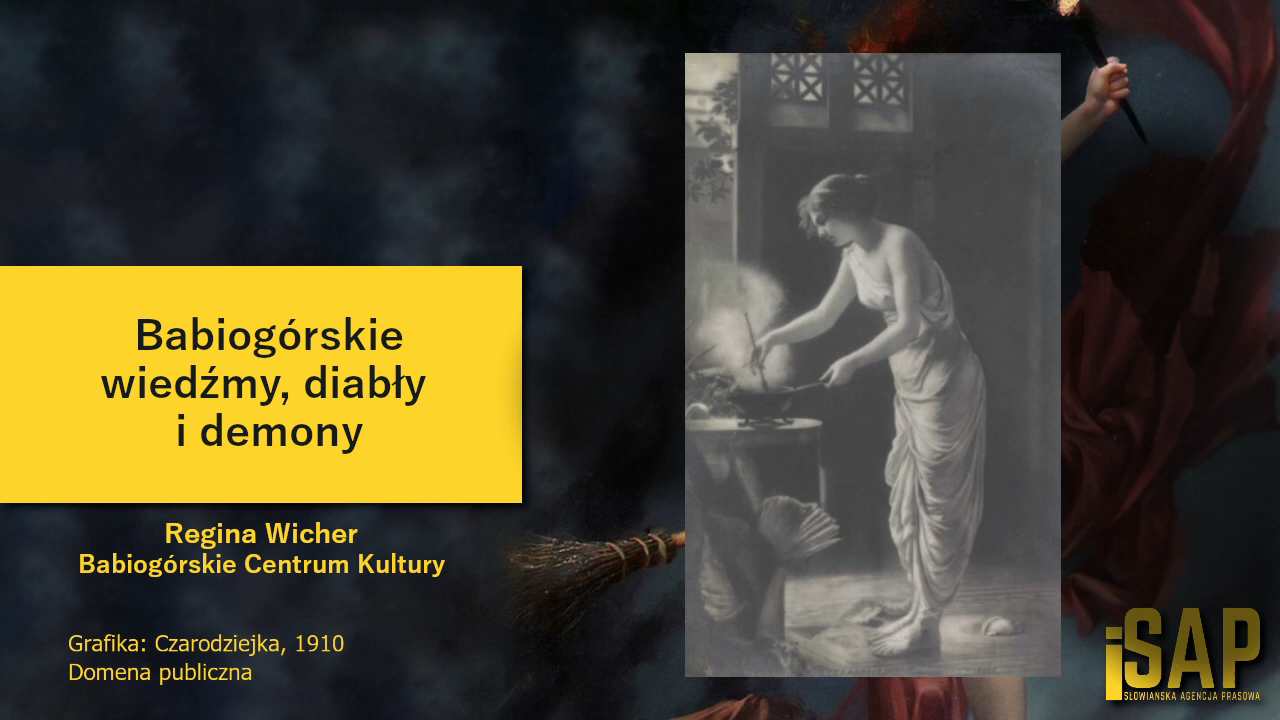 Babiogórskie
wiedźmy, diabły
i demony
Regina Wicher
Babiogórskie Centrum Kultury
Grafika: Czarodziejka, 1910
Domena publiczna
iSAP
SŁOWIAŃSKA AGENCJA PRASOWA